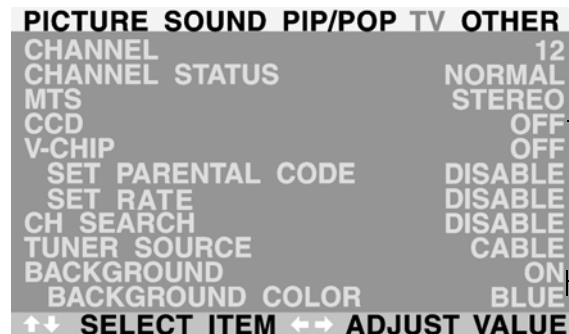 PICTURE SOUND PIP/POP TV OTHER
CHANNEL 12
CHANNEL STATUS NORMAL
MTS STEREO
CCD OFF
V-CHIP OFF
SET PARENTAL CODE DISABLE
SET RATE DISABLE
CH SEARCH DISABLE
TUNER SOURCE CABLE
BACKGROUND ON
BACKGROUND COLOR BLUE
↑↓ SELECT ITEM ←→ ADJUST VALUE